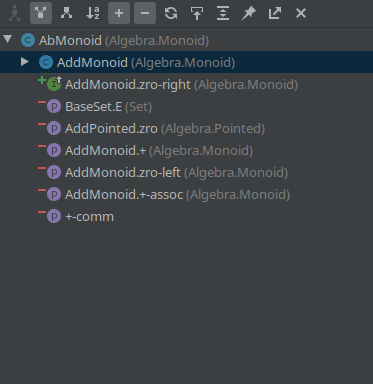 AbMonoid (Algebra.Monoid)
AddMonoid (Algebra.Monoid)
AddMonoid.zro-right (Algebra.Monoid)
BaseSet.E (Set)
AddPointed.zro (Algebra.Pointed)
AddMonoid.+ (Algebra.Monoid)
AddMonoid.zro-left (Algebra.Monoid)
AddMonoid.+-assoc (Algebra.Monoid)
+-comm